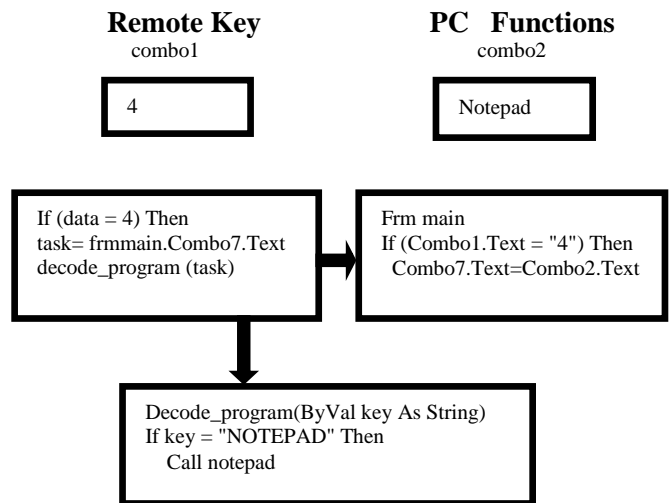 Remote Key
combo1
PC Functions
combo2
4
Notepad
If (data = 4) Then
task= frmmain.Combo7.Text
decode_program (task)
Frm main
If (Combo1.Text = "4") Then
Combo7.Text=Combo2.Text
Decode_program(ByVal key As String)
If key = "NOTEPAD" Then
Call notepad